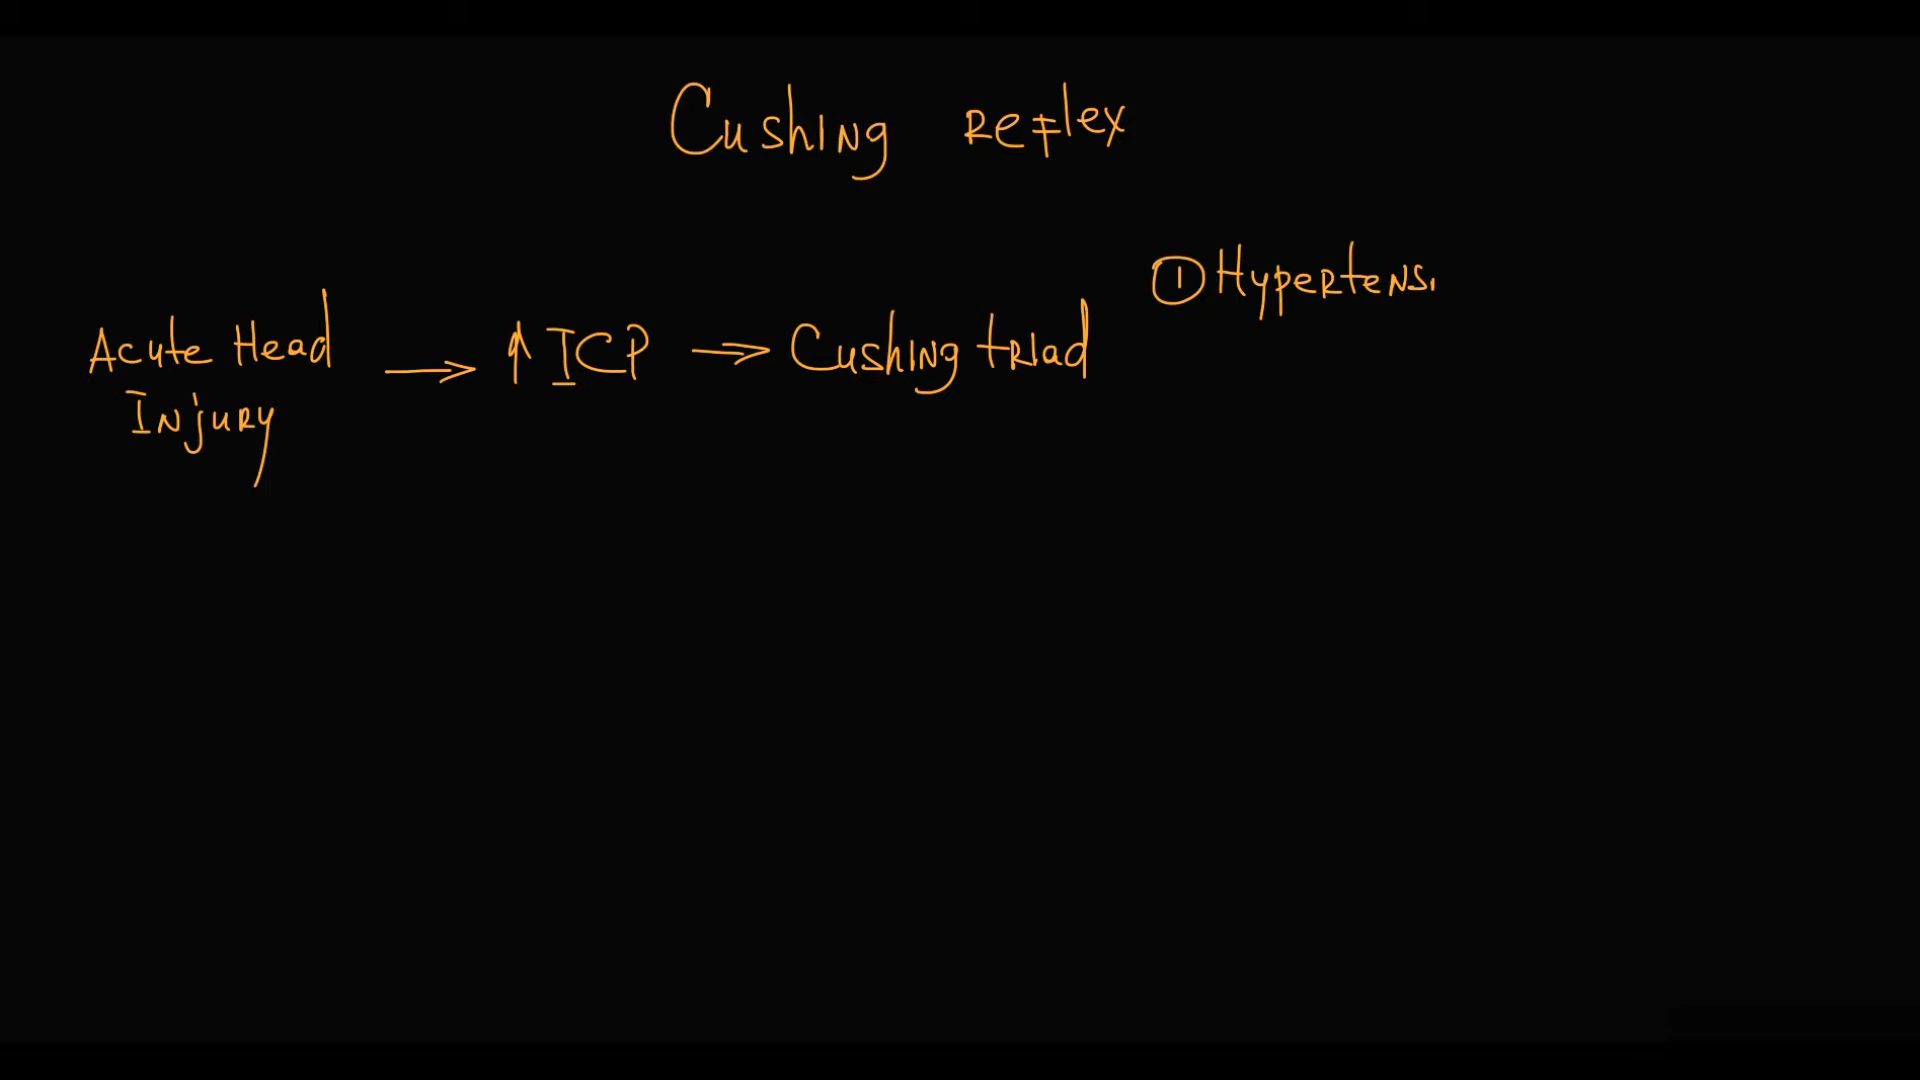 Cushing reflex
① Hypertensi
Acute Head → ↑ ICP → Cushing triad
Injury